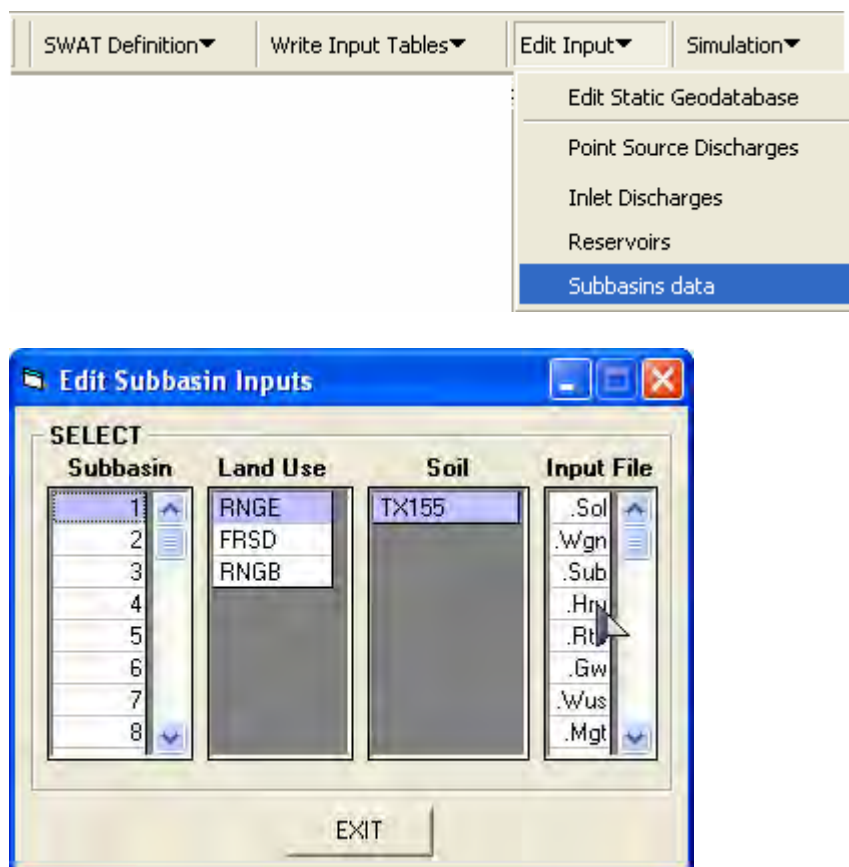 SWAT Definition▼ Write Input Tables▼ Edit Input▼ Simulation▼
Edit Static Geodatabase
Point Source Discharges
Inlet Discharges
Reservoirs
Subbasins data
Edit Subbasin Inputs
SELECT
Subbasin Land Use Soil Input File
1 RNGE TX155 .Sol
2 FRSD .Wgn
3 RNGB .Sub
4 .Hru
5 .Rte
6 .Gw
7 .Wus
8 .Mgt
EXIT